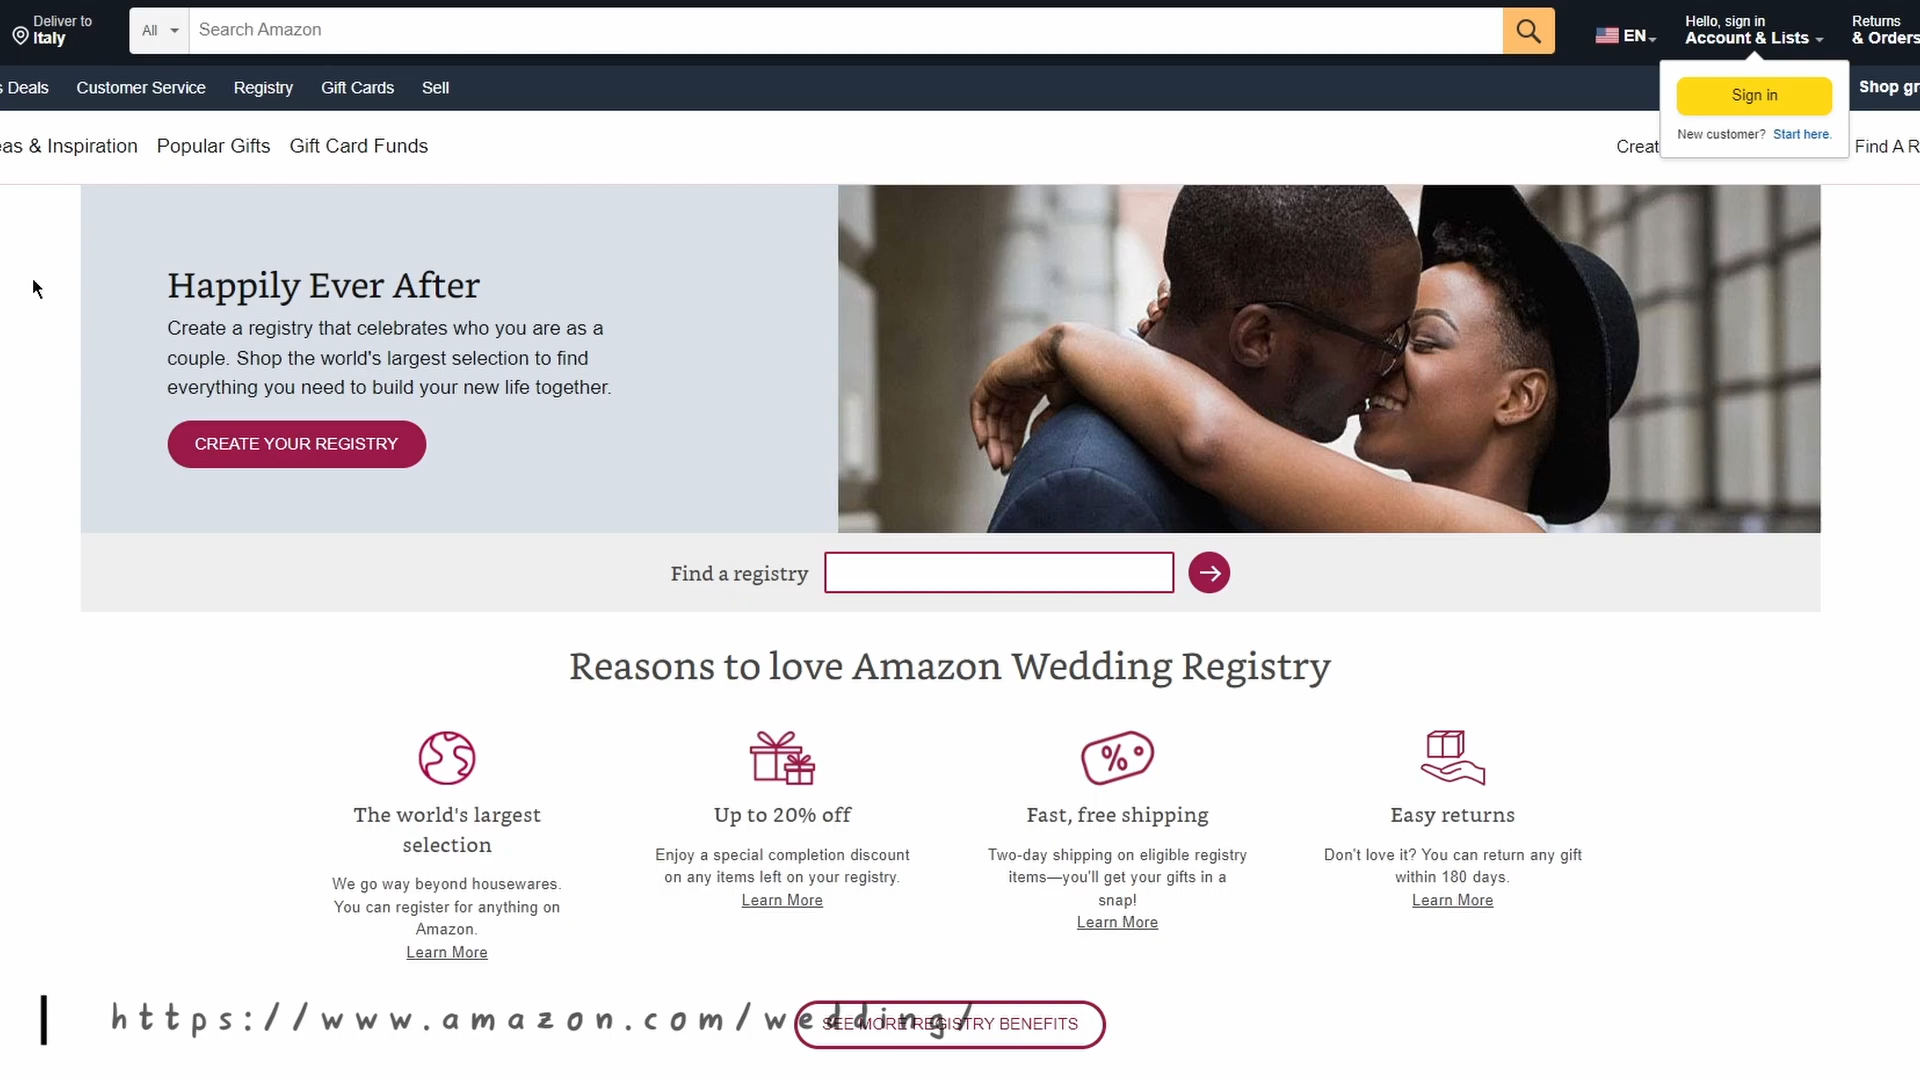 Deliver to
Italy
All
Search Amazon
EN
Hello, sign in
Account & Lists
Returns
& Orders
s Deals
Customer Service
Registry
Gift Cards
Sell
Shop gr
Sign in
New customer? Start here.
eas & Inspiration
Popular Gifts
Gift Card Funds
Creat
Find A R
Happily Ever After
Create a registry that celebrates who you are as a
couple. Shop the world's largest selection to find
everything you need to build your new life together.
CREATE YOUR REGISTRY
Find a registry
Reasons to love Amazon Wedding Registry
The world's largest
selection
We go way beyond housewares.
You can register for anything on
Amazon.
Learn More
Up to 20% off
Enjoy a special completion discount
on any items left on your registry.
Learn More
Fast, free shipping
Two-day shipping on eligible registry
items—you'll get your gifts in a
snap!
Learn More
Easy returns
Don't love it? You can return any gift
within 180 days.
Learn More
https://www.amazon.com/wedding/
SEE MORE REGISTRY BENEFITS